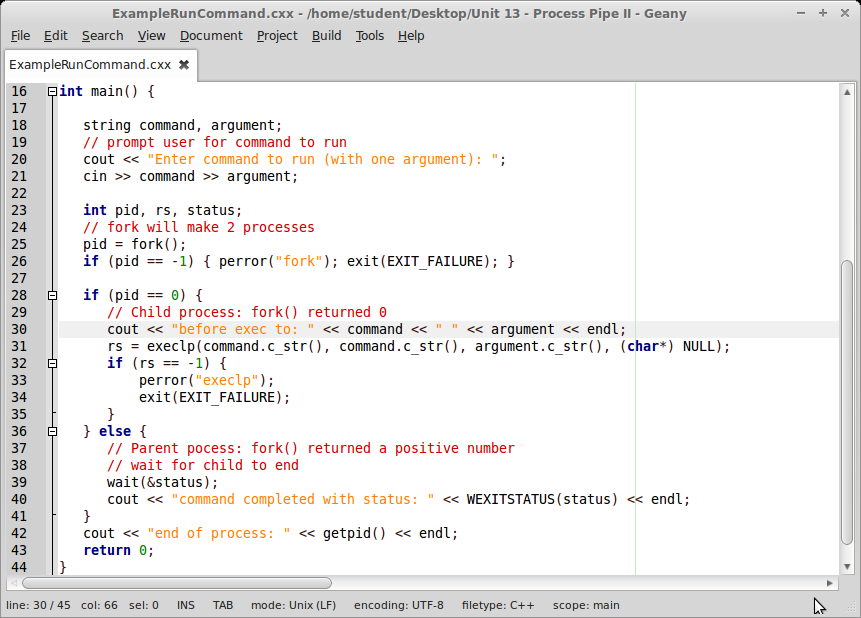 ExampleRunCommand.cxx - /home/student/Desktop/Unit 13 - Process Pipe II - Geany
File Edit Search View Document Project Build Tools Help
ExampleRunCommand.cxx
16 int main() {
17
18 string command, argument;
19 // prompt user for command to run
20 cout << "Enter command to run (with one argument): ";
21 cin >> command >> argument;
22
23 int pid, rs, status;
24 // fork will make 2 processes
25 pid = fork();
26 if (pid == -1) { perror("fork"); exit(EXIT_FAILURE); }
27
28 if (pid == 0) {
29 // Child process: fork() returned 0
30 cout << "before exec to: " << command << " " << argument << endl;
31 rs = execlp(command.c_str(), command.c_str(), argument.c_str(), (char*) NULL);
32 if (rs == -1) {
33 perror("execlp");
34 exit(EXIT_FAILURE);
35 }
36 } else {
37 // Parent pocess: fork() returned a positive number
38 // wait for child to end
39 wait(&status);
40 cout << "command completed with status: " << WEXITSTATUS(status) << endl;
41 }
42 cout << "end of process: " << getpid() << endl;
43 return 0;
44 }
line: 30 / 45 col: 66 sel: 0 INS TAB mode: Unix (LF) encoding: UTF-8 filetype: C++ scope: main